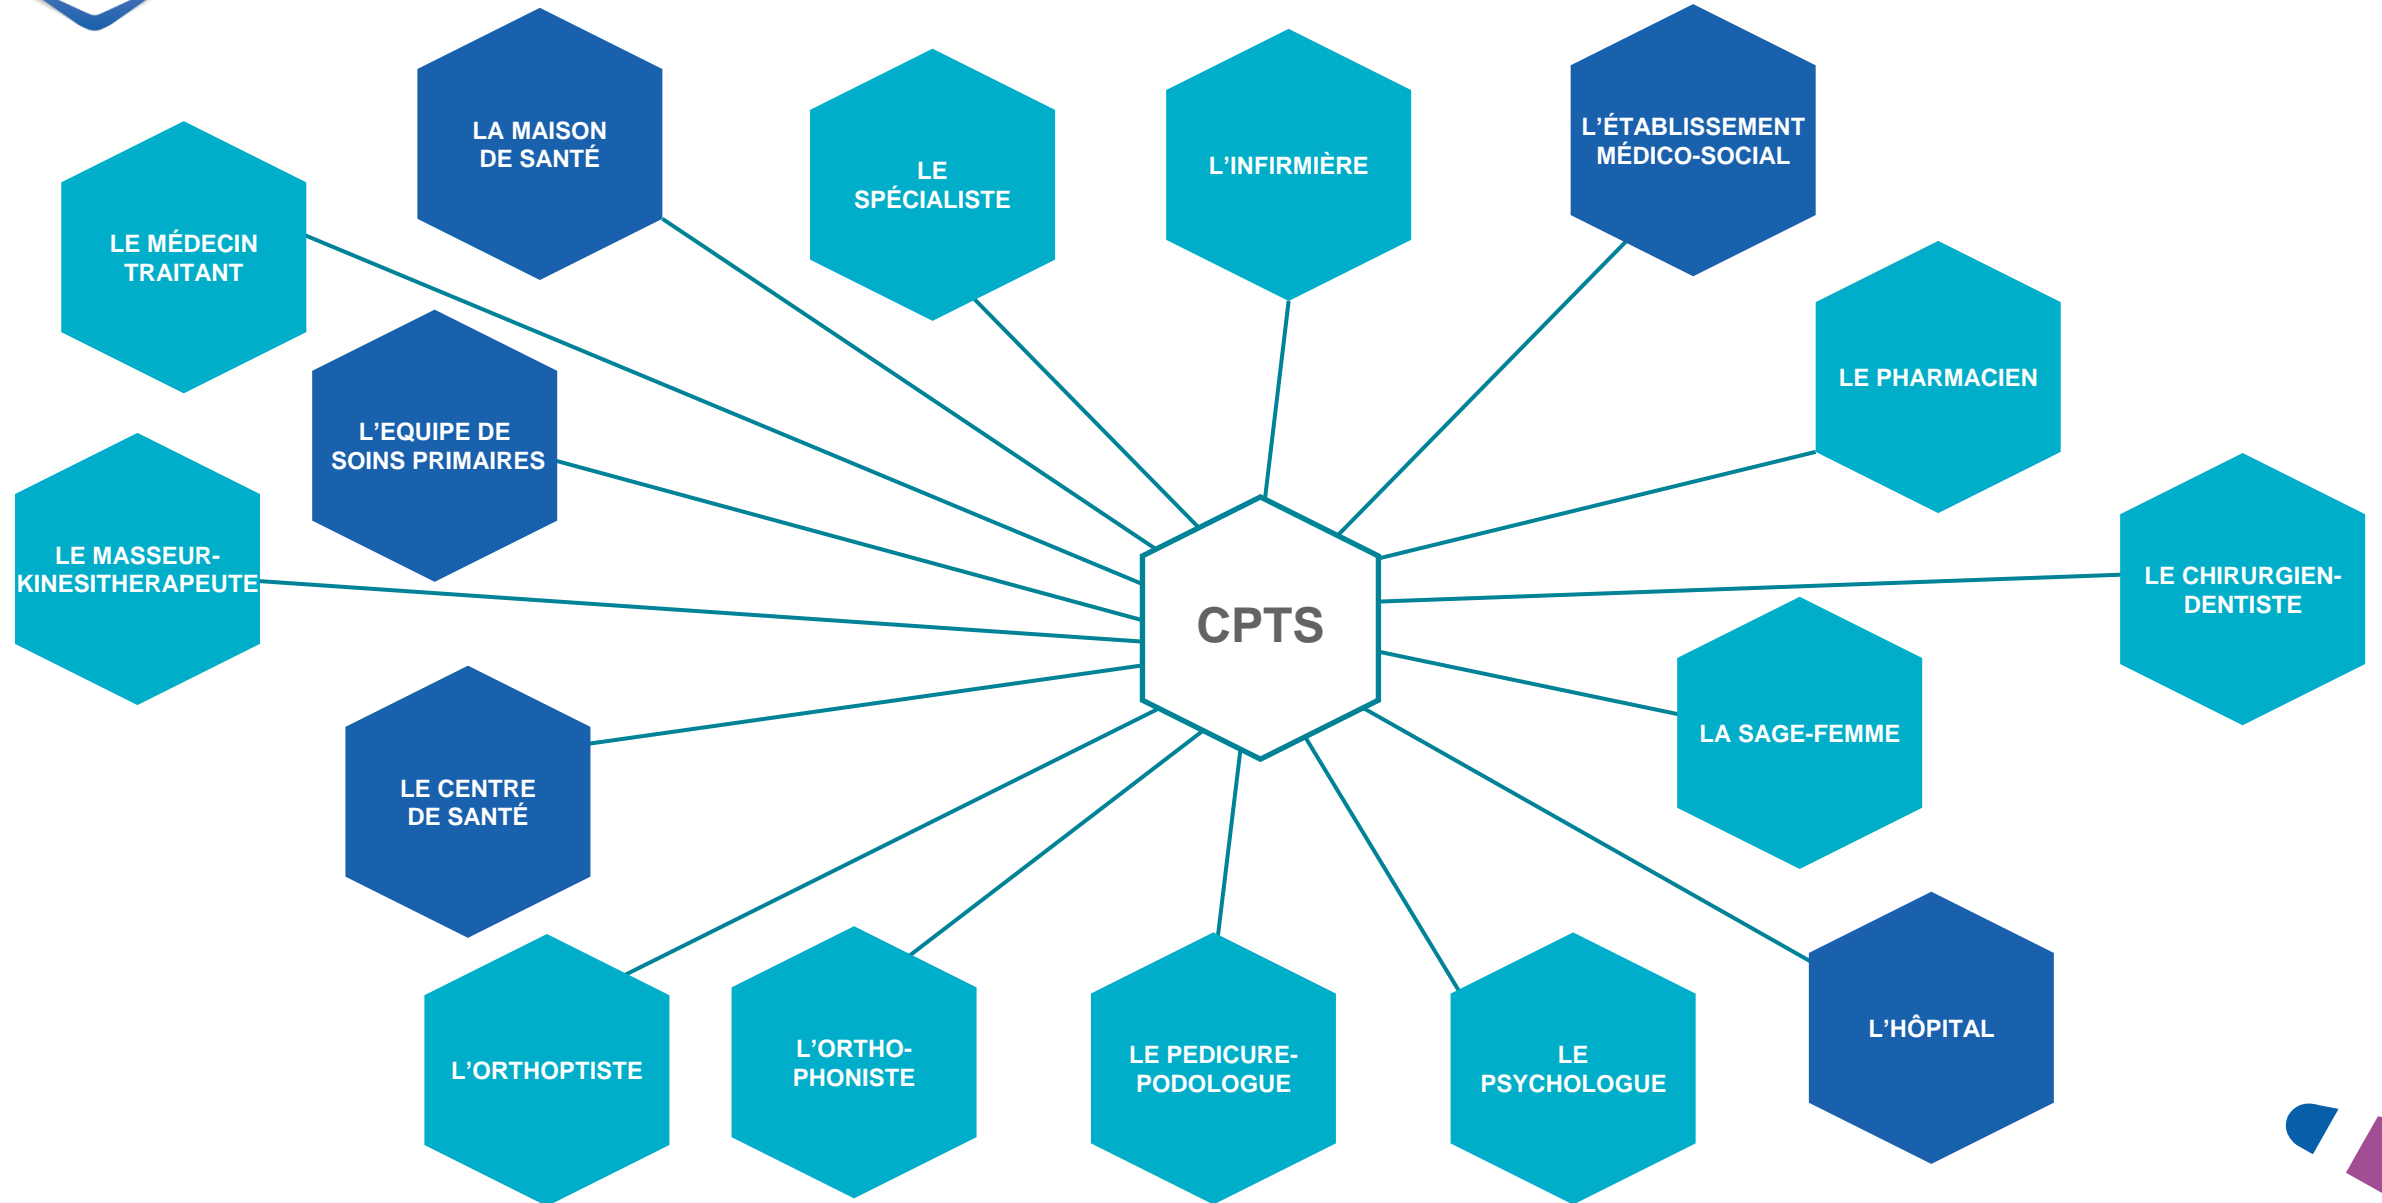 LA MAISON
DE SANTÉ
LE
SPÉCIALISTE
L’INFIRMIÈRE
L’ÉTABLISSEMENT
MÉDICO-SOCIAL
LE MÉDECIN
TRAITANT
LE PHARMACIEN
L’EQUIPE DE
SOINS PRIMAIRES
LE MASSEUR-
KINESITHERAPEUTE
CPTS
LE CHIRURGIEN-
DENTISTE
LA SAGE-FEMME
LE CENTRE
DE SANTÉ
L’HÔPITAL
L’ORTHOPTISTE
L’ORTHO-
PHONISTE
LE PEDICURE-
PODOLOGUE
LE
PSYCHOLOGUE